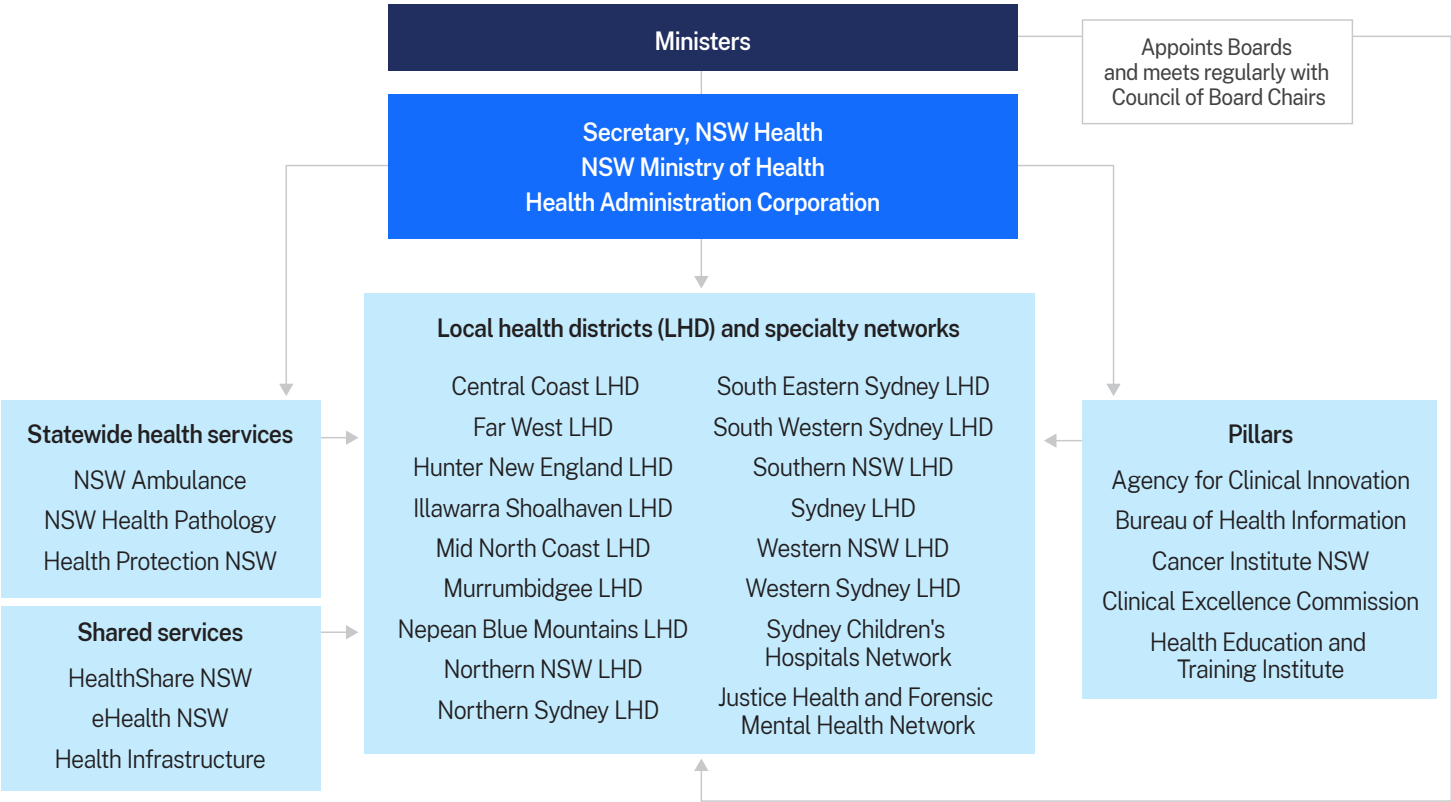 Ministers
Appoints Boards
and meets regularly with
Council of Board Chairs
Secretary, NSW Health
NSW Ministry of Health
Health Administration Corporation
Local health districts (LHD) and specialty networks
Central Coast LHD
Far West LHD
Hunter New England LHD
Illawarra Shoalhaven LHD
Mid North Coast LHD
Murrumbidgee LHD
Nepean Blue Mountains LHD
Northern NSW LHD
Northern Sydney LHD
South Eastern Sydney LHD
South Western Sydney LHD
Southern NSW LHD
Sydney LHD
Western NSW LHD
Western Sydney LHD
Sydney Children's
Hospitals Network
Justice Health and Forensic
Mental Health Network
Statewide health services
NSW Ambulance
NSW Health Pathology
Health Protection NSW
Shared services
HealthShare NSW
eHealth NSW
Health Infrastructure
Pillars
Agency for Clinical Innovation
Bureau of Health Information
Cancer Institute NSW
Clinical Excellence Commission
Health Education and
Training Institute